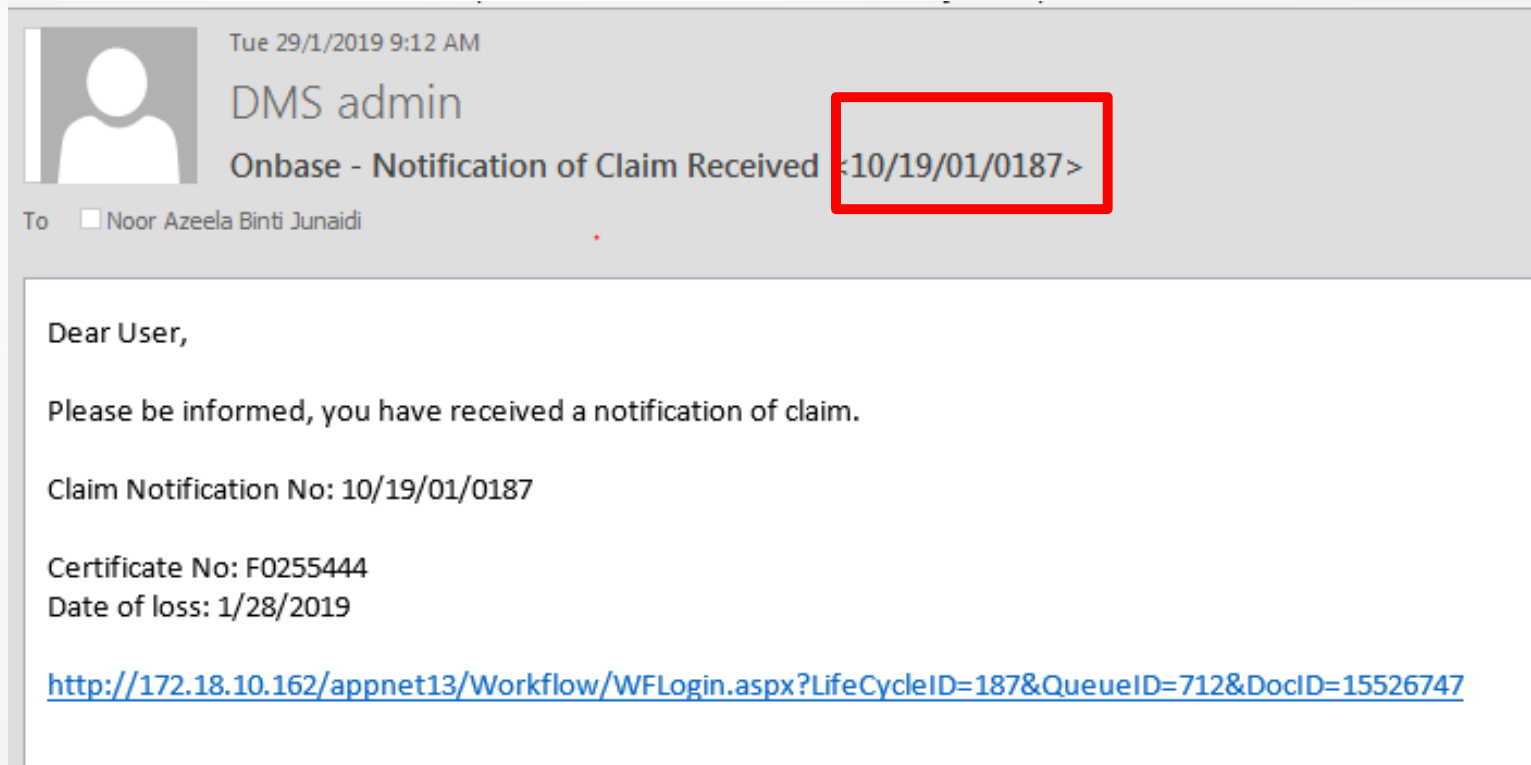 Tue 29/1/2019 9:12 AM
DMS admin
Onbase - Notification of Claim Received <10/19/01/0187>
To Noor Azeela Binti Junaidi
Dear User,
Please be informed, you have received a notification of claim.
Claim Notification No: 10/19/01/0187
Certificate No: F0255444
Date of loss: 1/28/2019
http://172.18.10.162/appnet13/Workflow/WFLogin.aspx?LifeCycleID=187&QueueID=712&DocID=15526747